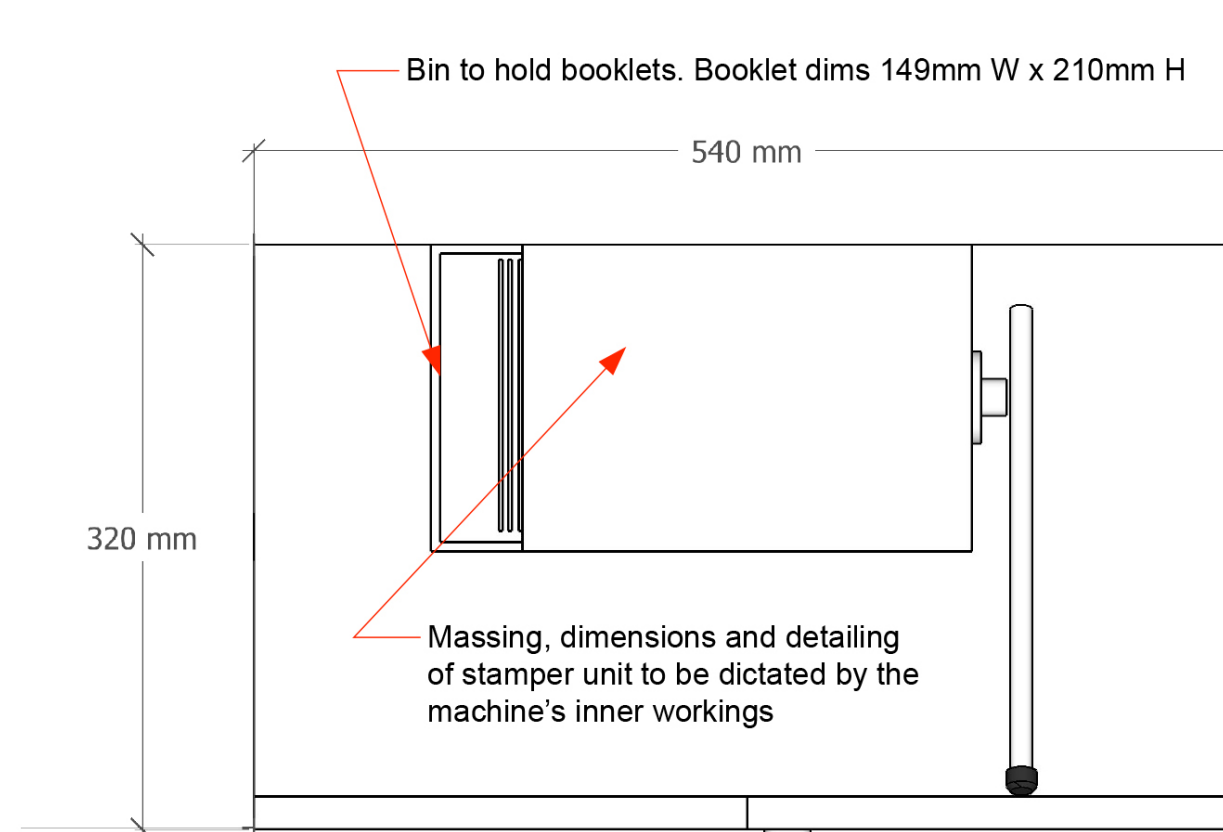 Bin to hold booklets. Booklet dims 149mm W x 210mm H
540 mm
320 mm
Massing, dimensions and detailing
of stamper unit to be dictated by the
machine’s inner workings